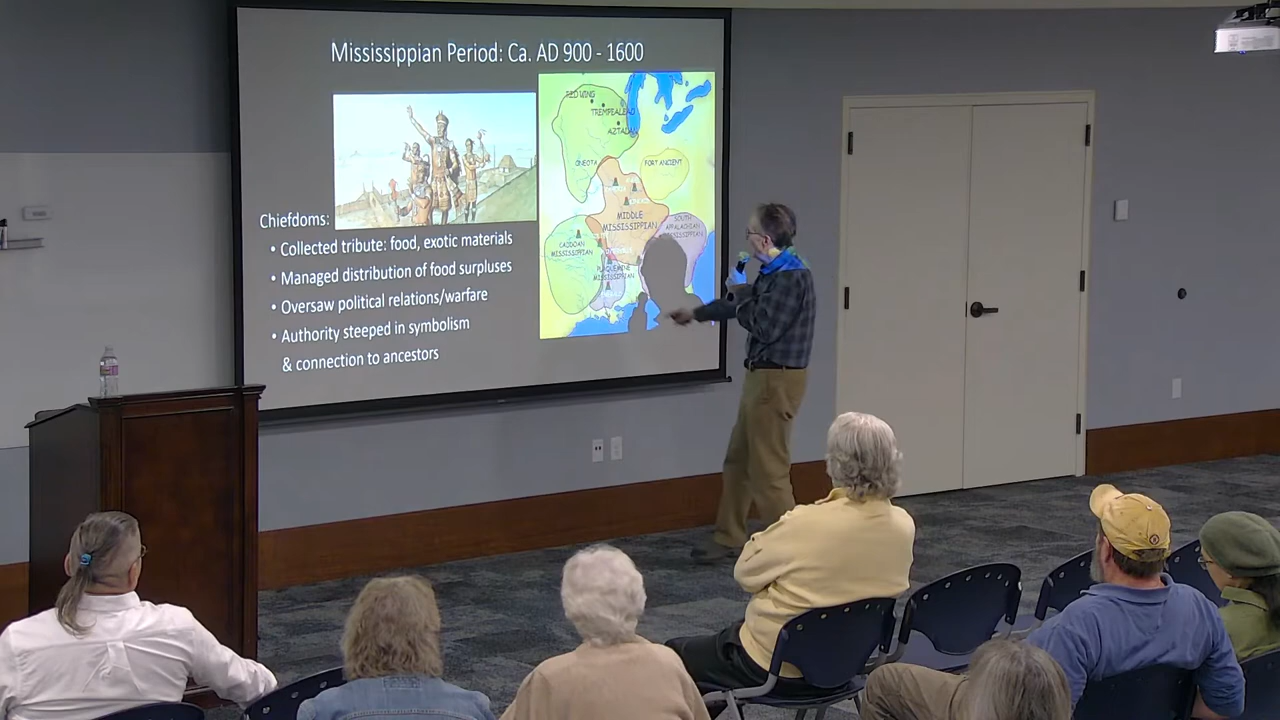 Mississippian Period: Ca. AD 900 - 1600
Chiefdoms:
• Collected tribute: food, exotic materials
• Managed distribution of food surpluses
• Oversaw political relations/warfare
• Authority steeped in symbolism
& connection to ancestors
RED WING
TREMPEALEAU
AZTALAN
ONEOTA
FORT ANCIENT
MIDDLE
MISSISSIPPIAN
SOUTH
APPALACHIAN
MISSISSIPPIAN
CADDOAN
MISSISSIPPIAN
PLAQUEMINE
MISSISSIPPIAN